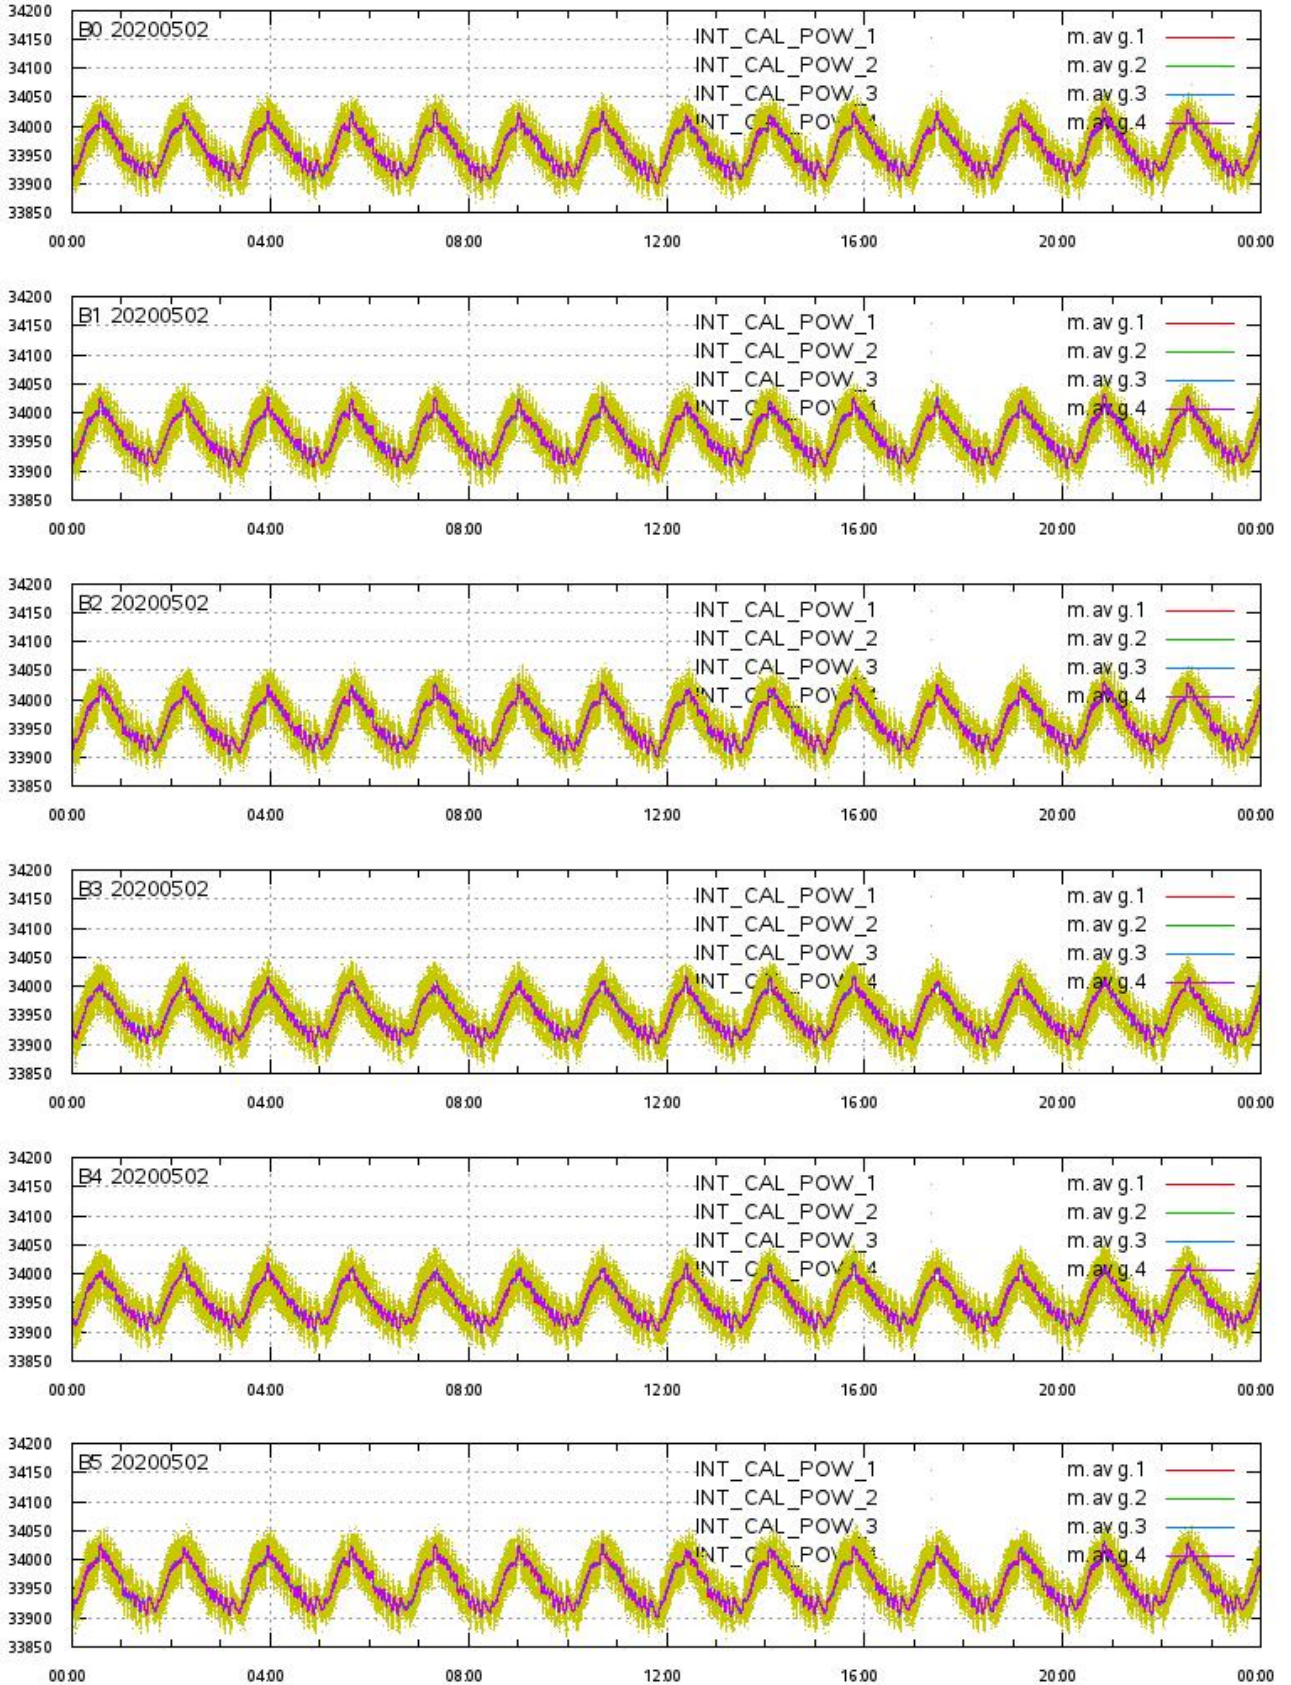 34200
B0 20200502 INT_CAL_POW_1 m.avg.1
34150
INT_CAL_POW_2 m.avg.2
34100
INT_CAL_POW_3 m.avg.3
34050
INT_CAL_POW_4 m.avg.4
34000
33950
33900
33850
00:00 04:00 08:00 12:00 16:00 20:00 00:00
34200
B1 20200502 INT_CAL_POW_1 m.avg.1
34150
INT_CAL_POW_2 m.avg.2
34100
INT_CAL_POW_3 m.avg.3
34050
INT_CAL_POW_4 m.avg.4
34000
33950
33900
33850
00:00 04:00 08:00 12:00 16:00 20:00 00:00
34200
B2 20200502 INT_CAL_POW_1 m.avg.1
34150
INT_CAL_POW_2 m.avg.2
34100
INT_CAL_POW_3 m.avg.3
34050
INT_CAL_POW_4 m.avg.4
34000
33950
33900
33850
00:00 04:00 08:00 12:00 16:00 20:00 00:00
34200
B3 20200502 INT_CAL_POW_1 m.avg.1
34150
INT_CAL_POW_2 m.avg.2
34100
INT_CAL_POW_3 m.avg.3
34050
INT_CAL_POW_4 m.avg.4
34000
33950
33900
33850
00:00 04:00 08:00 12:00 16:00 20:00 00:00
34200
B4 20200502 INT_CAL_POW_1 m.avg.1
34150
INT_CAL_POW_2 m.avg.2
34100
INT_CAL_POW_3 m.avg.3
34050
INT_CAL_POW_4 m.avg.4
34000
33950
33900
33850
00:00 04:00 08:00 12:00 16:00 20:00 00:00
34200
B5 20200502 INT_CAL_POW_1 m.avg.1
34150
INT_CAL_POW_2 m.avg.2
34100
INT_CAL_POW_3 m.avg.3
34050
INT_CAL_POW_4 m.avg.4
34000
33950
33900
33850
00:00 04:00 08:00 12:00 16:00 20:00 00:00